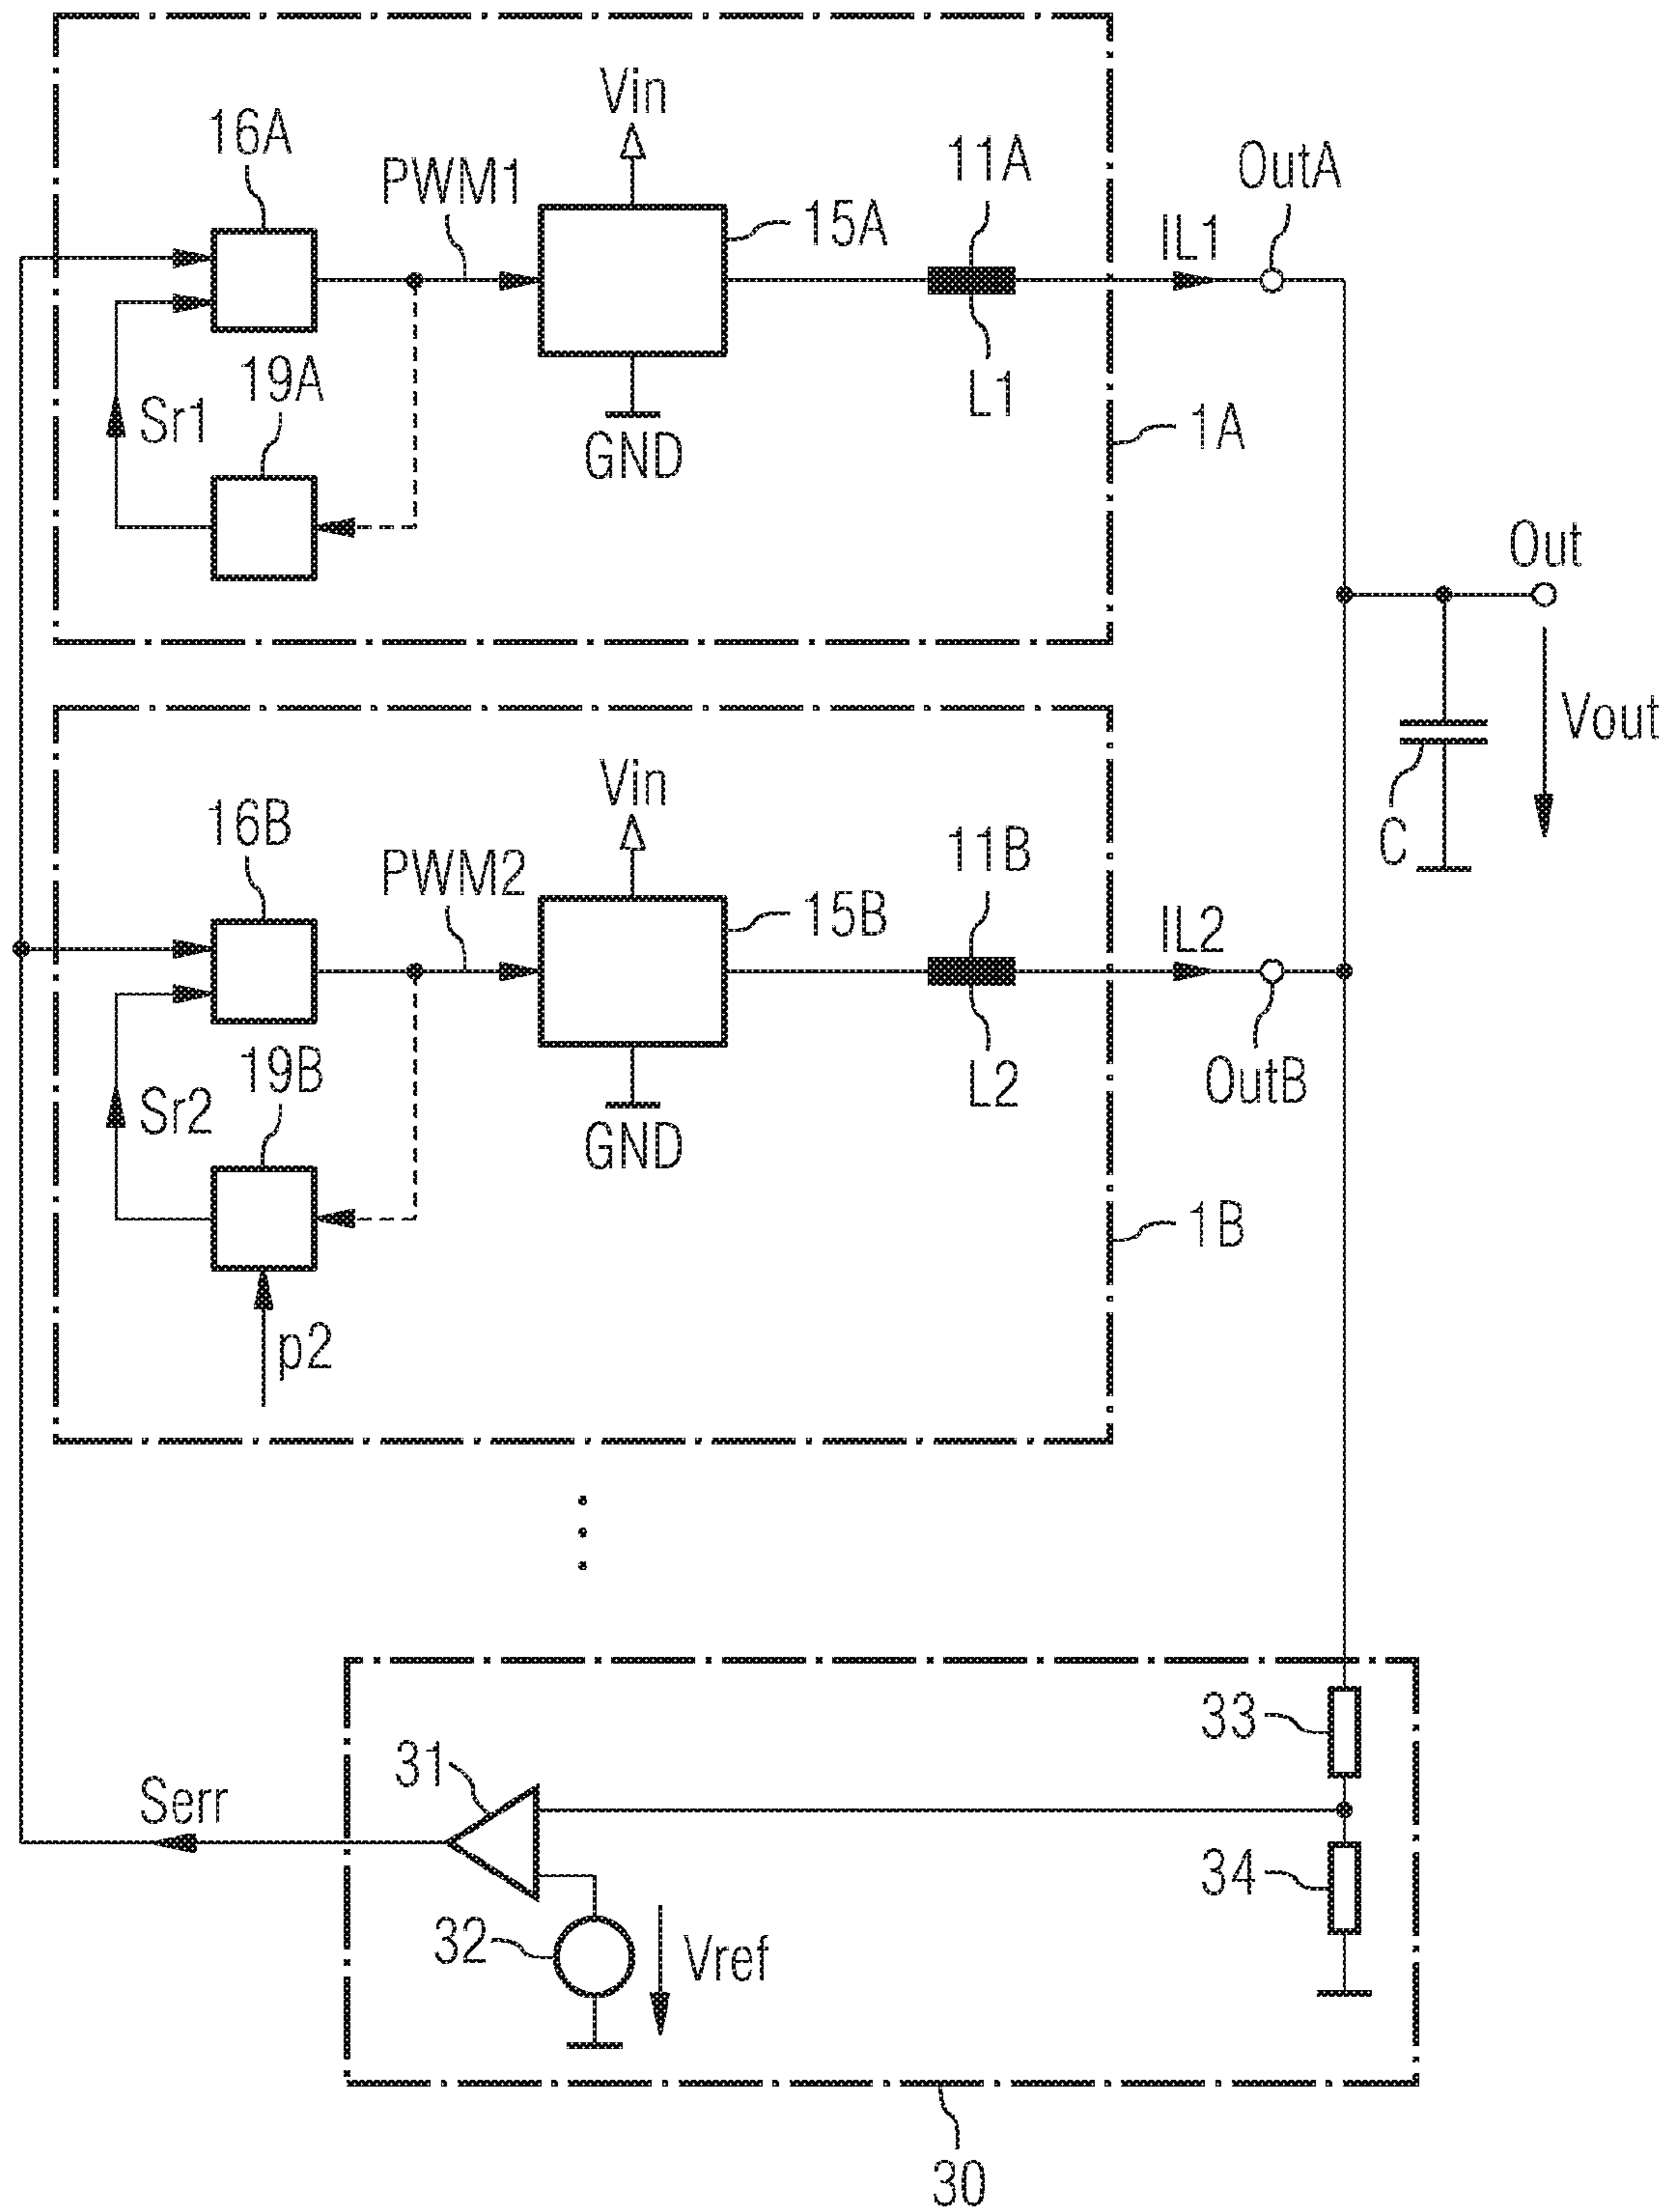 Vin
16A
PWM1
11A
OutA
15A
IL1
19A
L1
Sr1
GND
1A
Out
Vout
Vin
16B
PWM2
11B
C
15B
IL2
19B
L2
OutB
Sr2
GND
1B
p2
33
31
Serr
34
32
Vref
30